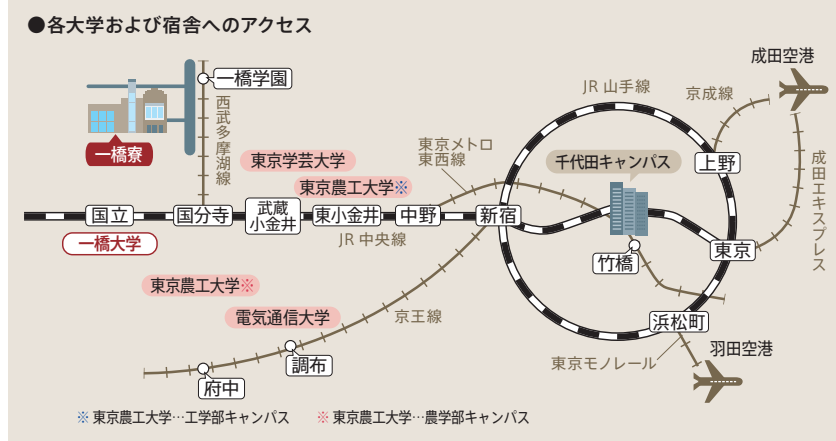 ●各大学および宿舎へのアクセス
成田空港
一橋学園
JR 山手線
京成線
西武多摩湖線
東京メトロ
東西線
一橋寮
東京学芸大学
千代田キャンパス
上野
成田エキスプレス
東京農工大学※
国立
国分寺
武蔵
小金井
東小金井
中野
新宿
一橋大学
JR 中央線
東京
竹橋
東京農工大学※
電気通信大学
京王線
浜松町
羽田空港
調布
東京モノレール
府中
※ 東京農工大学…工学部キャンパス
※ 東京農工大学…農学部キャンパス